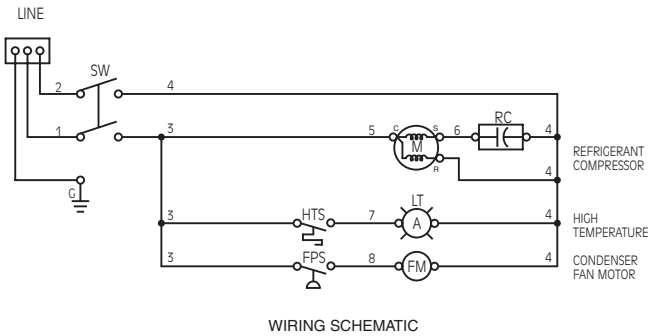 LINE
SW
2
4
1
3
5
C
S
M
R
6
RC
4
REFRIGERANT
COMPRESSOR
4
G
3
HTS
7
LT
A
4
HIGH
TEMPERATURE
3
FPS
8
FM
4
CONDENSER
FAN MOTOR
WIRING SCHEMATIC